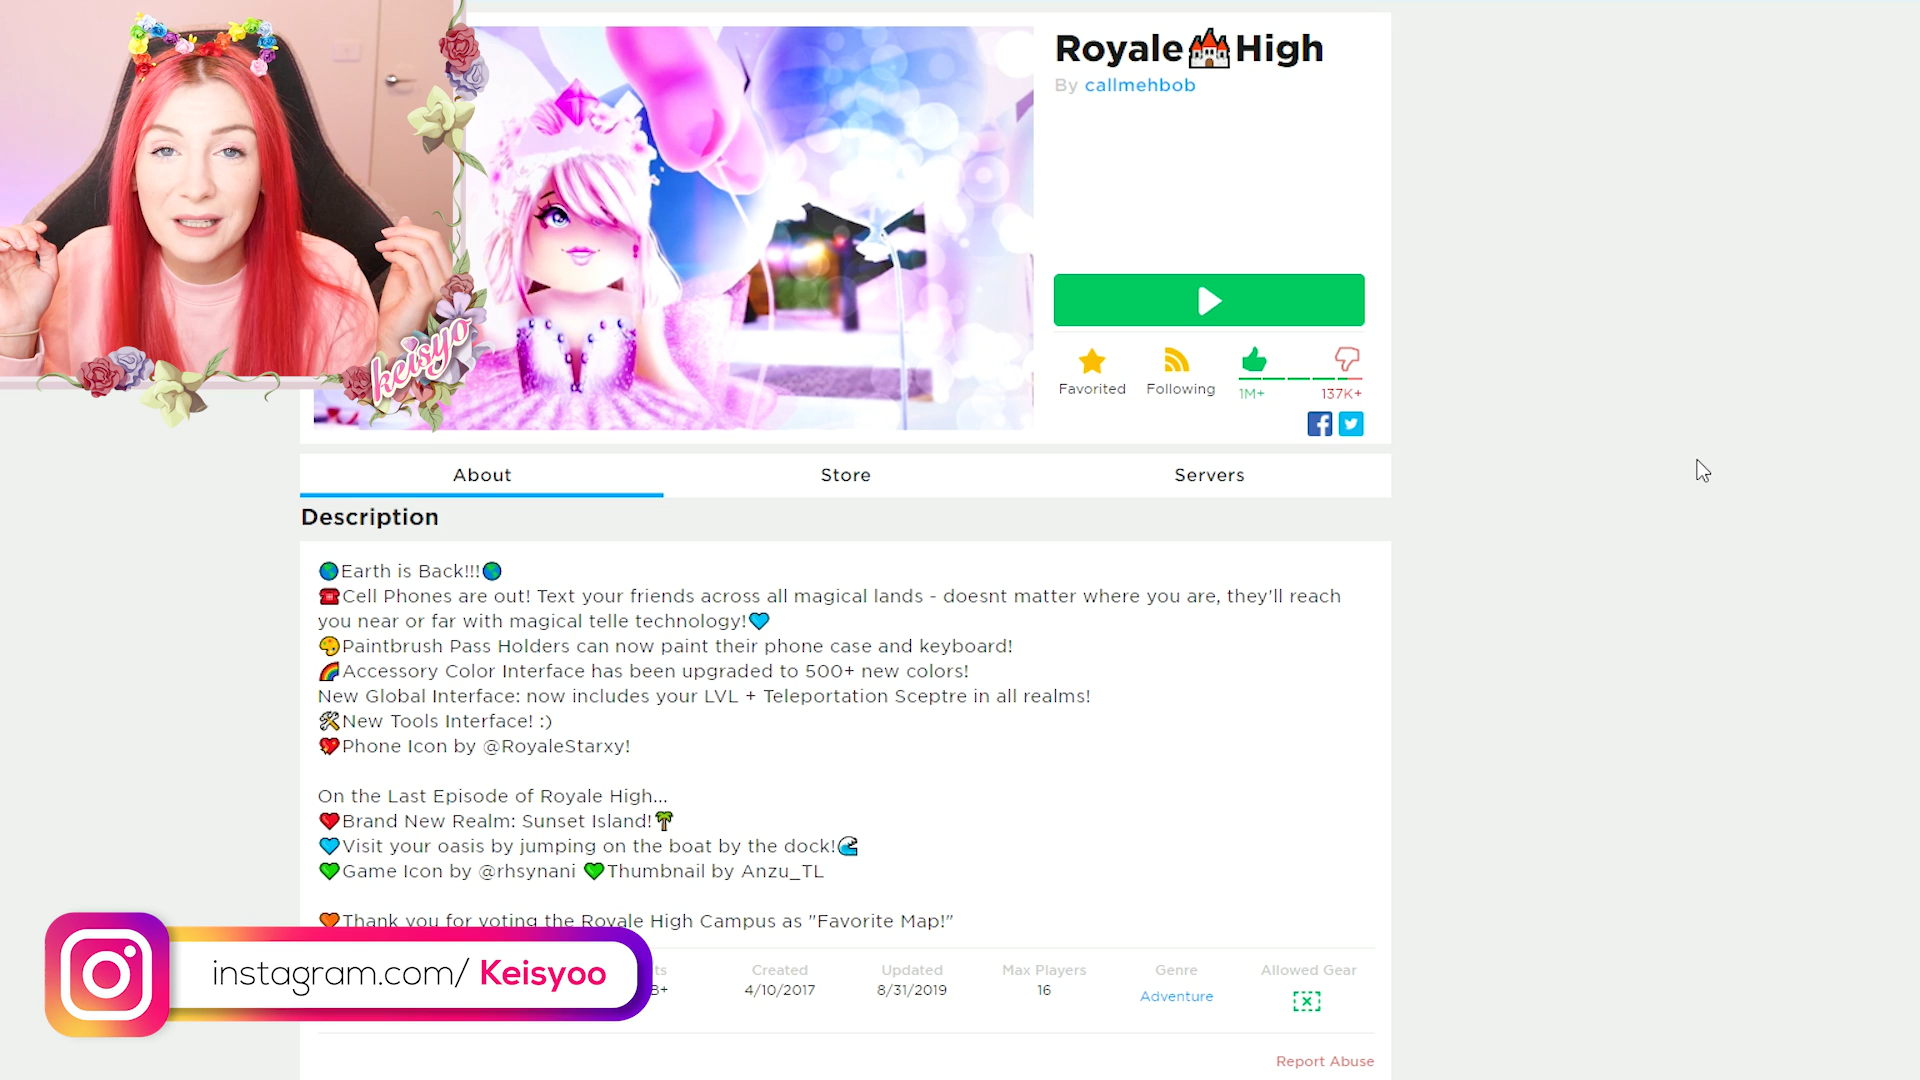 Royale🏰High
By callmehbob
keisyo
Favorited
Following
1M+
137K+
About
Store
Servers
Description
🌎Earth is Back!!!🌎
☎️Cell Phones are out! Text your friends across all magical lands - doesnt matter where you are, they'll reach
you near or far with magical telle technology!💙
🎨Paintbrush Pass Holders can now paint their phone case and keyboard!
🌈Accessory Color Interface has been upgraded to 500+ new colors!
New Global Interface: now includes your LVL + Teleportation Sceptre in all realms!
🛠️New Tools Interface! :)
💖Phone Icon by @RoyaleStarxy!
On the Last Episode of Royale High...
❤️Brand New Realm: Sunset Island!🌴
💙Visit your oasis by jumping on the boat by the dock!🌊
💚Game Icon by @rhsynani 💚Thumbnail by Anzu_TL
🧡Thank you for voting the Royale High Campus as "Favorite Map!"
instagram.com/ Keisyoo
ts
B+
Created
4/10/2017
Updated
8/31/2019
Max Players
16
Genre
Adventure
Allowed Gear
Report Abuse